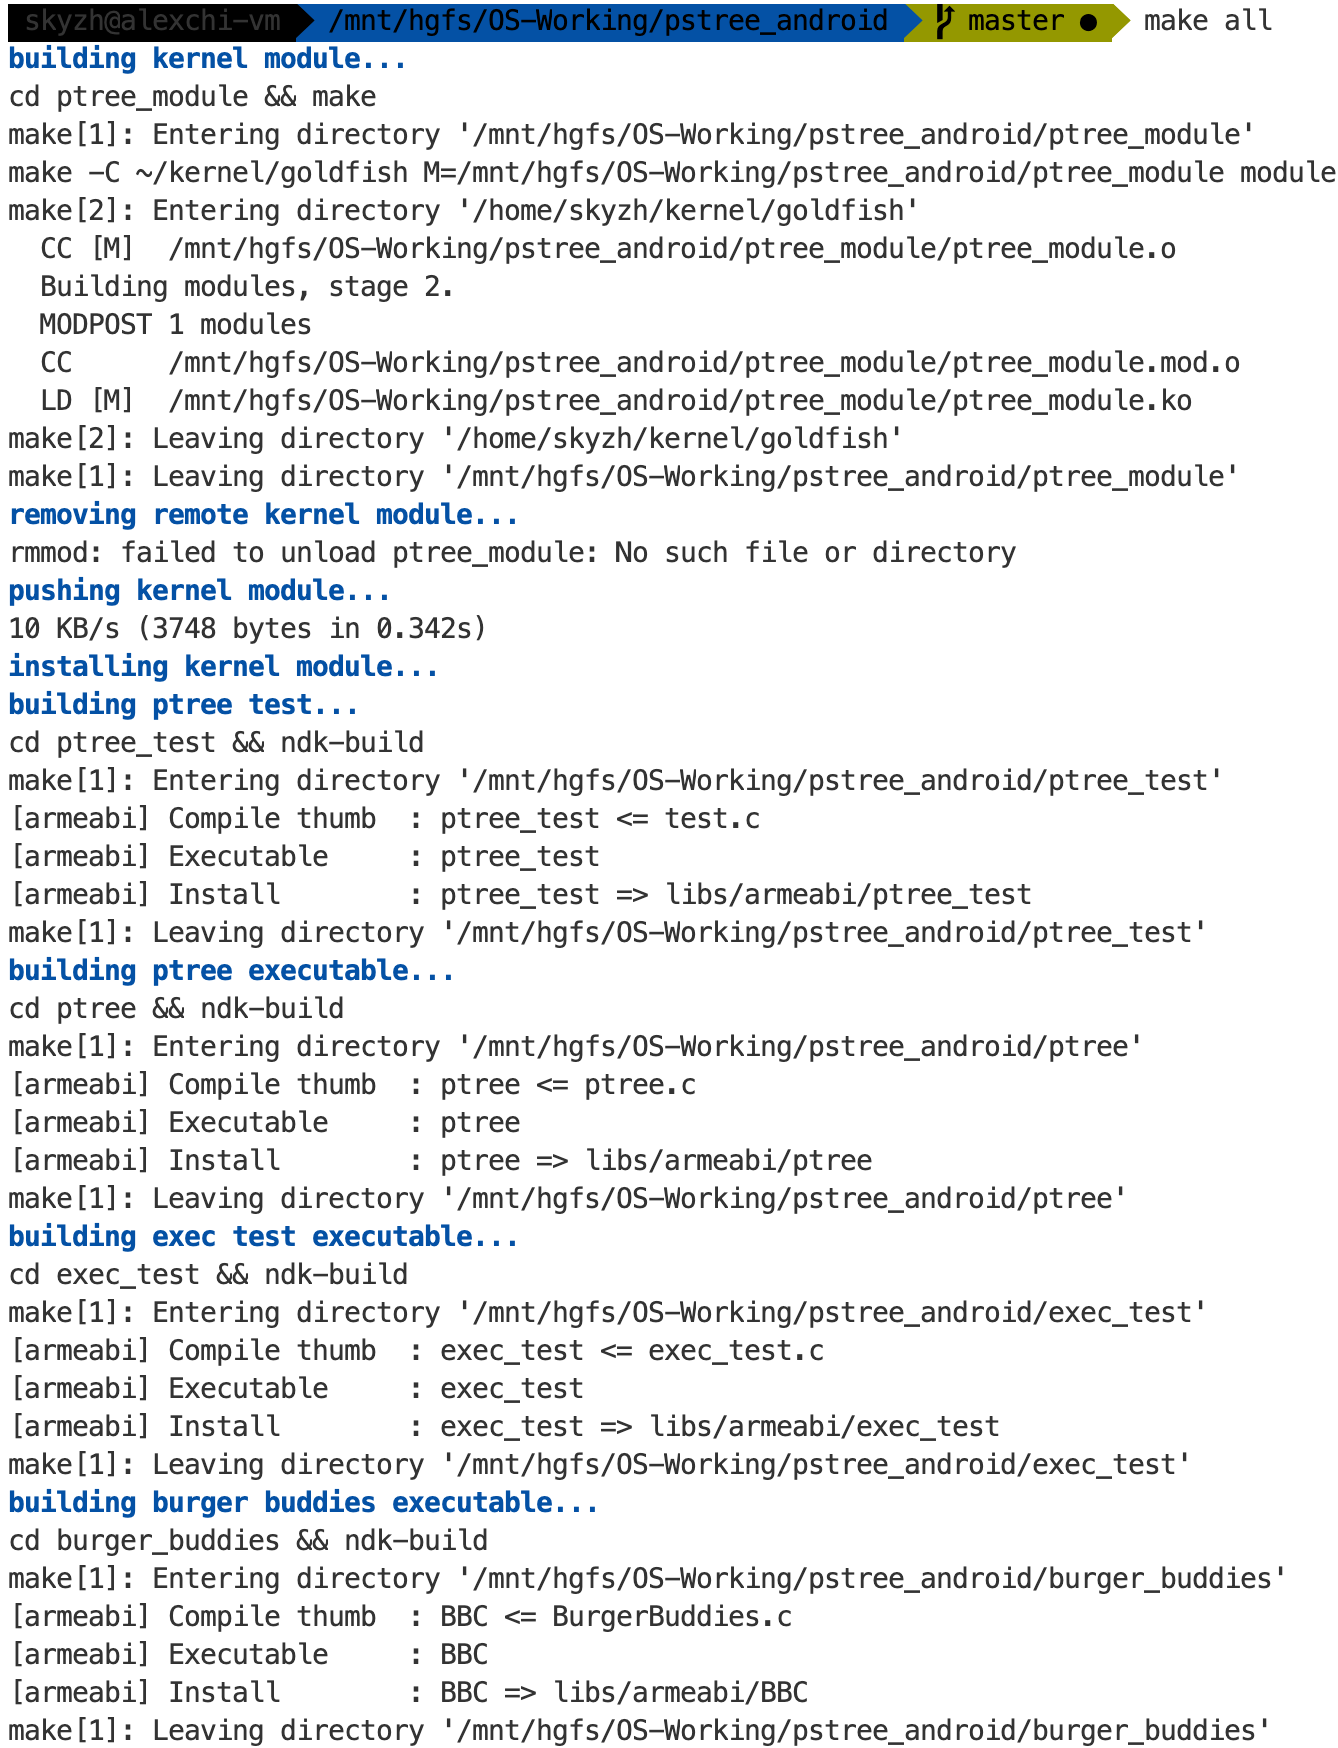 skyzh@alexchi-vm /mnt/hgfs/OS-Working/pstree_android master ● make all
building kernel module...
cd ptree_module && make
make[1]: Entering directory '/mnt/hgfs/OS-Working/pstree_android/ptree_module'
make -C ~/kernel/goldfish M=/mnt/hgfs/OS-Working/pstree_android/ptree_module module
make[2]: Entering directory '/home/skyzh/kernel/goldfish'
  CC [M]  /mnt/hgfs/OS-Working/pstree_android/ptree_module/ptree_module.o
  Building modules, stage 2.
  MODPOST 1 modules
  CC      /mnt/hgfs/OS-Working/pstree_android/ptree_module/ptree_module.mod.o
  LD [M]  /mnt/hgfs/OS-Working/pstree_android/ptree_module/ptree_module.ko
make[2]: Leaving directory '/home/skyzh/kernel/goldfish'
make[1]: Leaving directory '/mnt/hgfs/OS-Working/pstree_android/ptree_module'
removing remote kernel module...
rmmod: failed to unload ptree_module: No such file or directory
pushing kernel module...
10 KB/s (3748 bytes in 0.342s)
installing kernel module...
building ptree test...
cd ptree_test && ndk-build
make[1]: Entering directory '/mnt/hgfs/OS-Working/pstree_android/ptree_test'
[armeabi] Compile thumb  : ptree_test <= test.c
[armeabi] Executable     : ptree_test
[armeabi] Install        : ptree_test => libs/armeabi/ptree_test
make[1]: Leaving directory '/mnt/hgfs/OS-Working/pstree_android/ptree_test'
building ptree executable...
cd ptree && ndk-build
make[1]: Entering directory '/mnt/hgfs/OS-Working/pstree_android/ptree'
[armeabi] Compile thumb  : ptree <= ptree.c
[armeabi] Executable     : ptree
[armeabi] Install        : ptree => libs/armeabi/ptree
make[1]: Leaving directory '/mnt/hgfs/OS-Working/pstree_android/ptree'
building exec test executable...
cd exec_test && ndk-build
make[1]: Entering directory '/mnt/hgfs/OS-Working/pstree_android/exec_test'
[armeabi] Compile thumb  : exec_test <= exec_test.c
[armeabi] Executable     : exec_test
[armeabi] Install        : exec_test => libs/armeabi/exec_test
make[1]: Leaving directory '/mnt/hgfs/OS-Working/pstree_android/exec_test'
building burger buddies executable...
cd burger_buddies && ndk-build
make[1]: Entering directory '/mnt/hgfs/OS-Working/pstree_android/burger_buddies'
[armeabi] Compile thumb  : BBC <= BurgerBuddies.c
[armeabi] Executable     : BBC
[armeabi] Install        : BBC => libs/armeabi/BBC
make[1]: Leaving directory '/mnt/hgfs/OS-Working/pstree_android/burger_buddies'